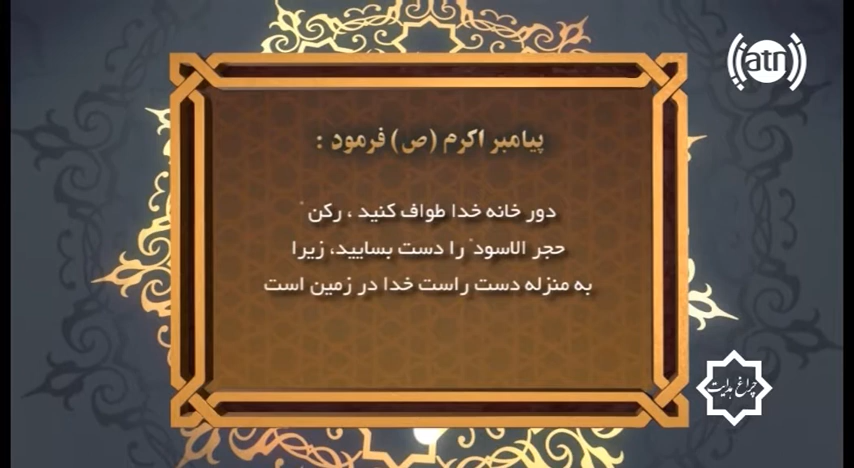 atn
پیامبر اکرم (ص) فرمود :
دور خانه خدا طواف کنید ، رکن ْ
حجر الاسود ْ را دست بسایید، زیرا
به منزله دست راست خدا در زمین است
چراغ هدایت